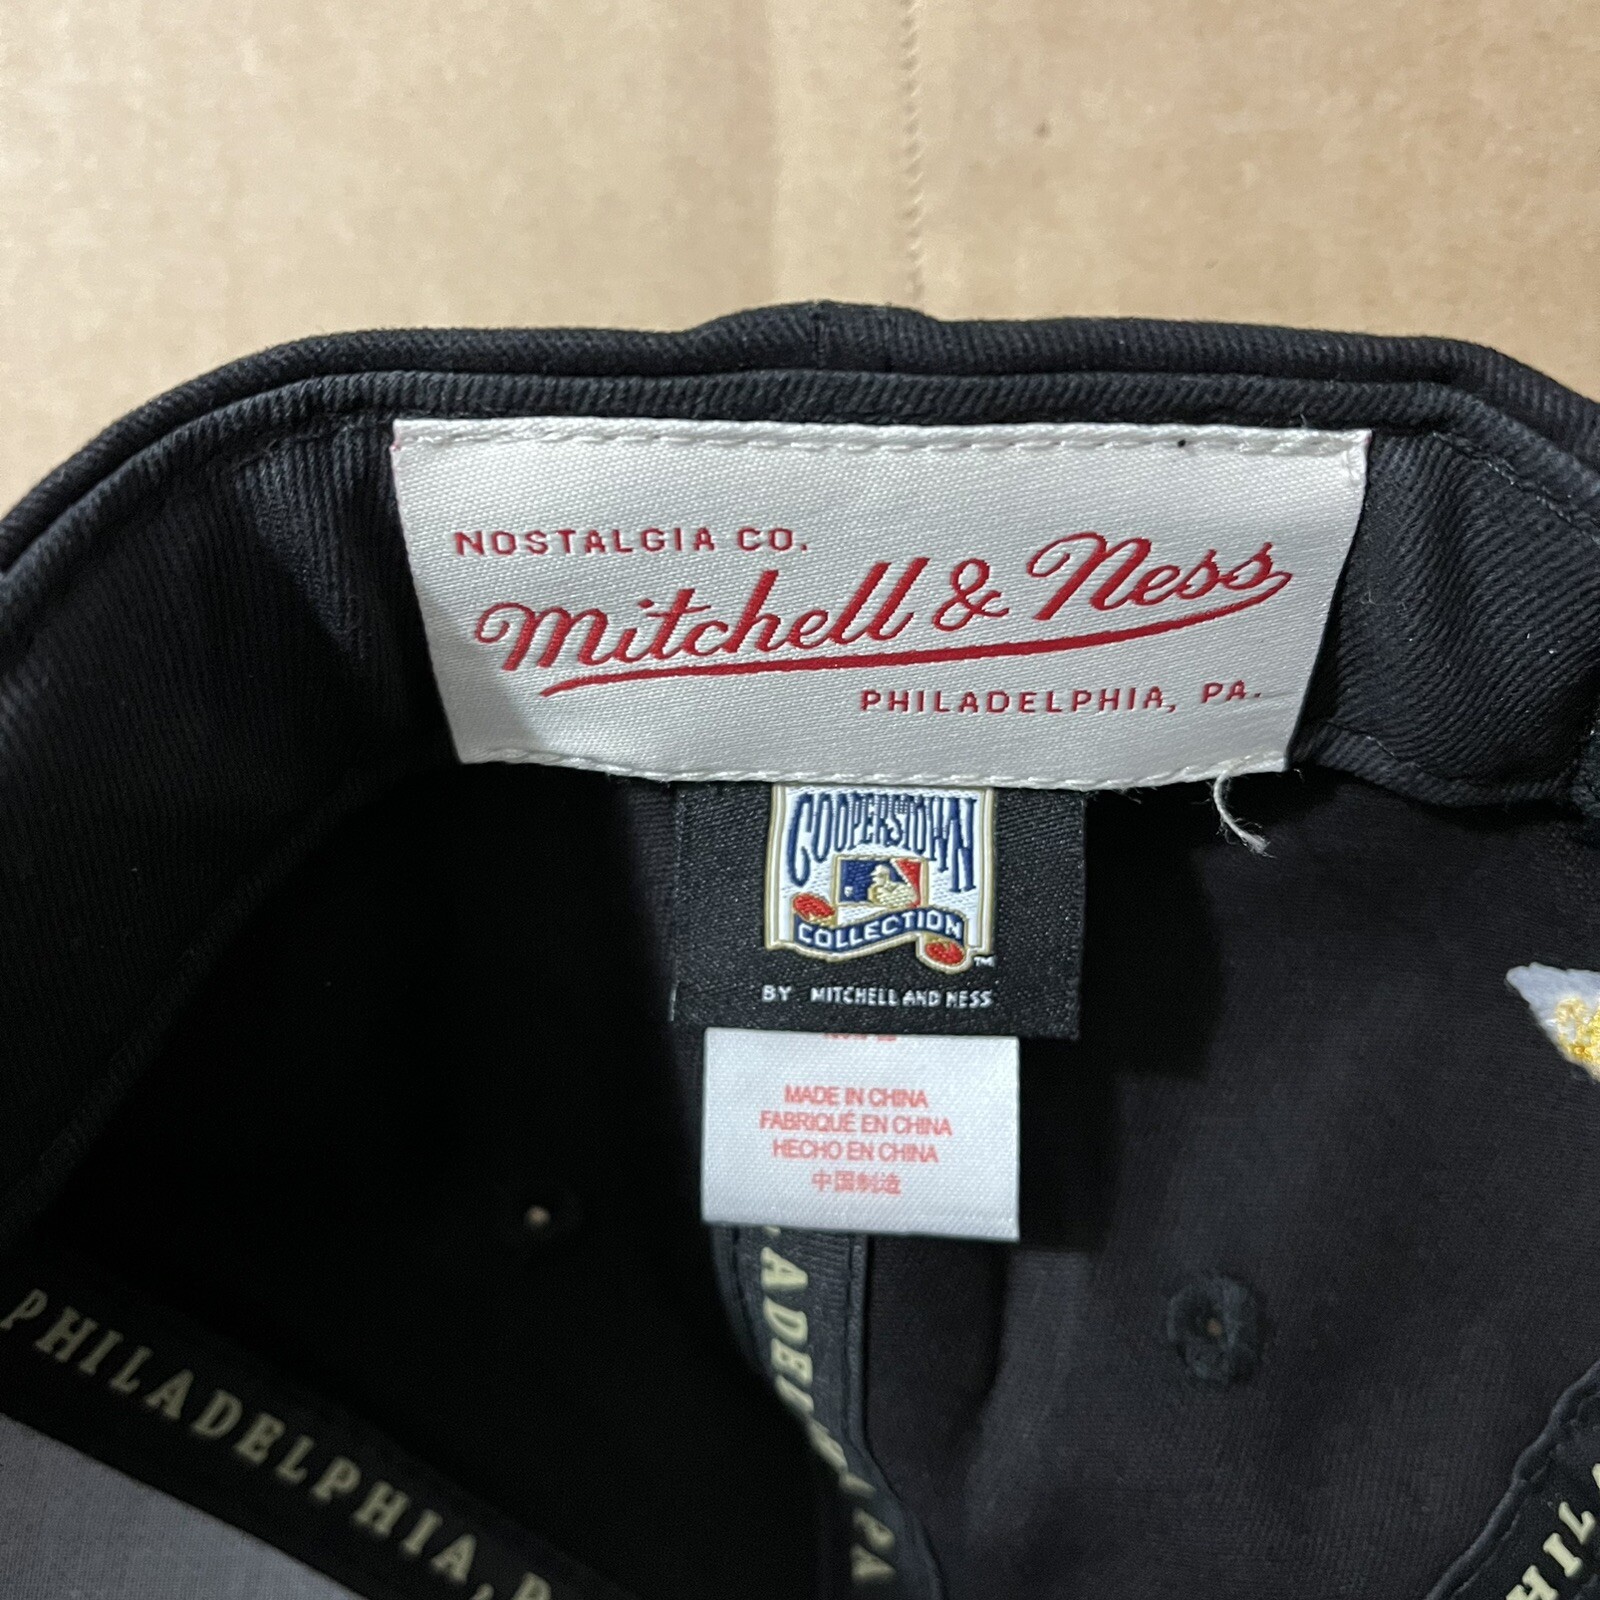 NOSTALGIA CO.
Mitchell & Ness
PHILADELPHIA, PA.
COOPERSTOWN
COLLECTION
TM
BY MITCHELL AND NESS
MADE IN CHINA
FABRIQUÉ EN CHINA
HECHO EN CHINA
中国制造
PHILADELPHIA, P